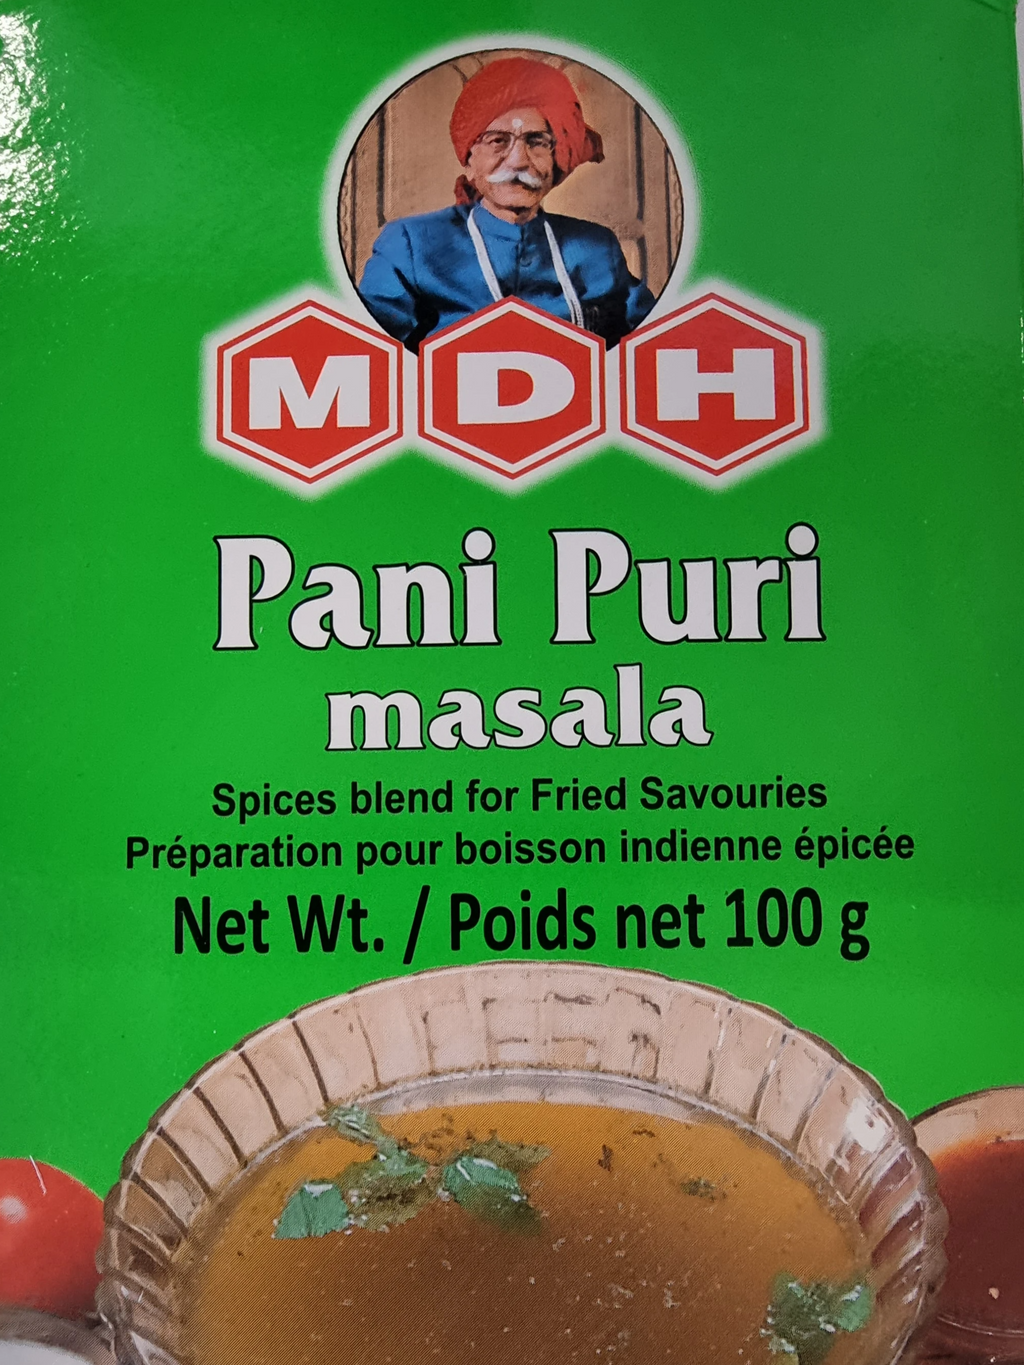 MDH
Pani Puri
masala
Spices blend for Fried Savouries
Préparation pour boisson indienne épicée
Net Wt. / Poids net 100 g